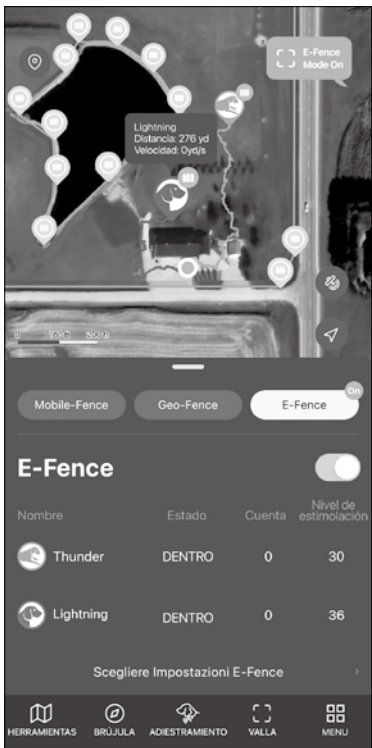 E-Fence
Mode On
Lightning
Distancia: 276 yd
Velocidad: 0yd/s
Mobile-Fence
Geo-Fence
E-Fence
On
E-Fence
Nombre
Estado
Cuenta
Nivel de
estimolación
Thunder
DENTRO
0
30
Lightning
DENTRO
0
36
Scegliere Impostazioni E-Fence
HERRAMIENTAS
BRÚJULA
ADIESTRAMIENTO
VALLA
MENU